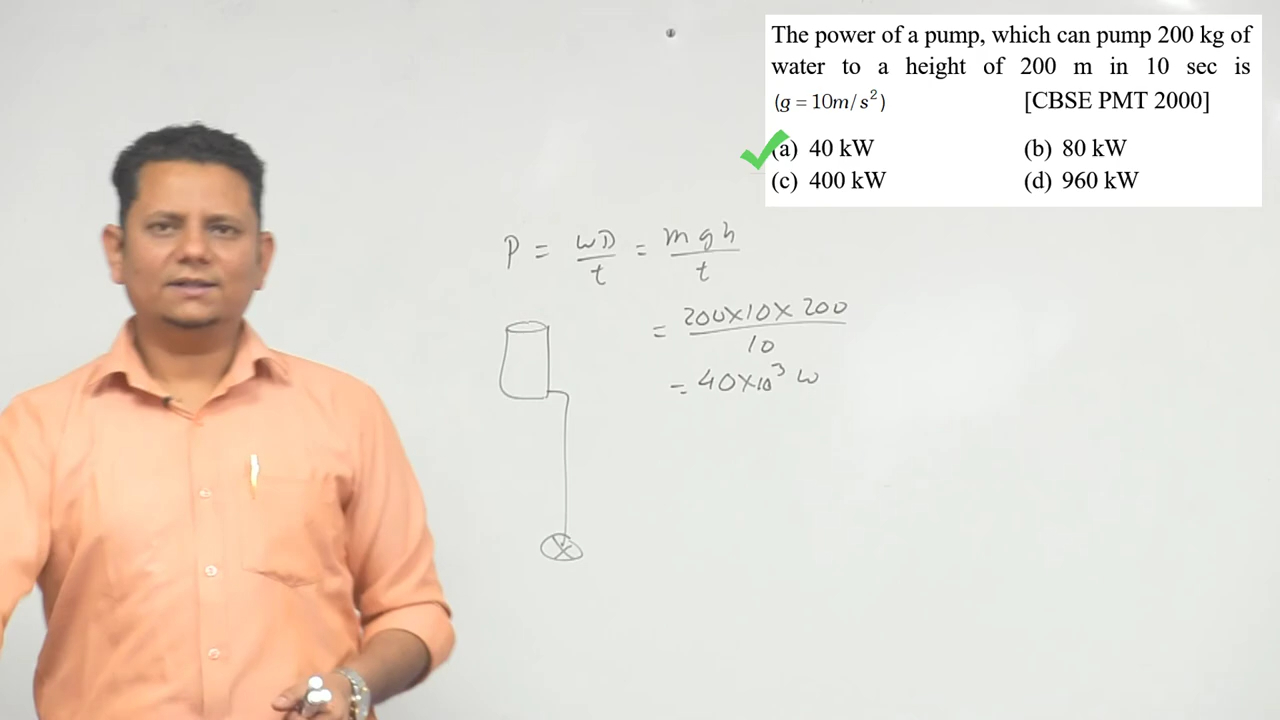 The power of a pump, which can pump 200 kg of
water to a height of 200 m in 10 sec is
(g = 10m/s²) [CBSE PMT 2000]
(a) 40 kW (b) 80 kW
(c) 400 kW (d) 960 kW
P = WD/t = mgh/t
= 200×10×200/10
= 40×10³ W